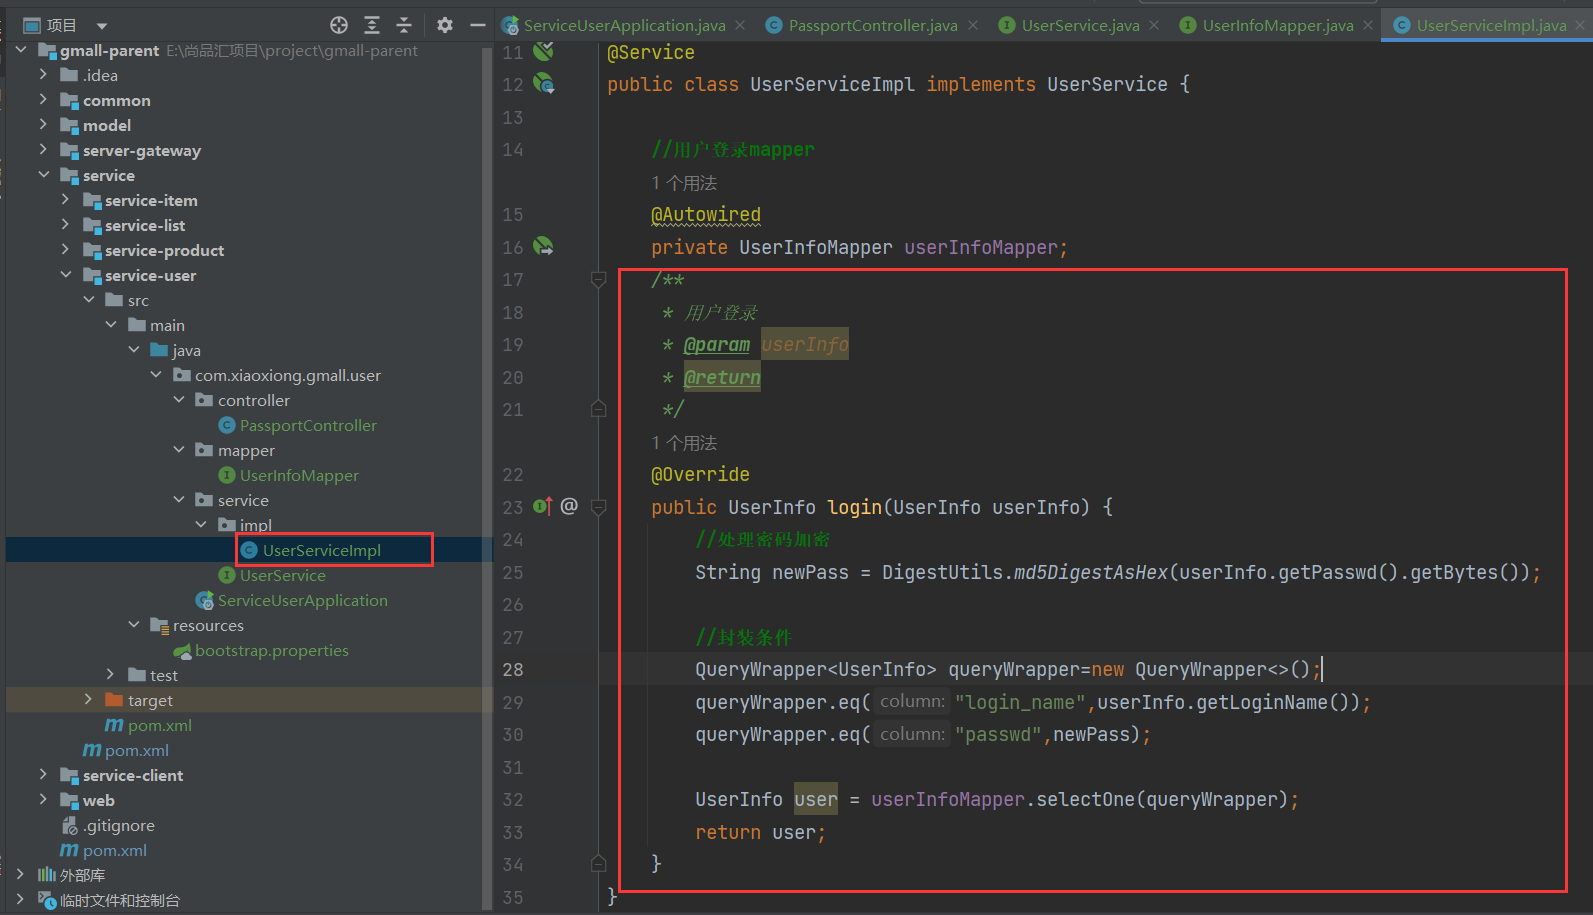 项目
gmall-parent E:\尚品汇项目\project\gmall-parent
.idea
common
model
server-gateway
service
service-item
service-list
service-product
service-user
src
main
java
com.xiaoxiong.gmall.user
controller
PassportController
mapper
UserInfoMapper
service
impl
UserServiceImpl
UserService
ServiceUserApplication
resources
bootstrap.properties
test
target
pom.xml
pom.xml
service-client
web
.gitignore
pom.xml
外部库
临时文件和控制台
ServiceUserApplication.java PassportController.java UserService.java UserInfoMapper.java UserServiceImpl.java
11 @Service
12 public class UserServiceImpl implements UserService {
13
14 //用户登录mapper
1 个用法
15 @Autowired
16 private UserInfoMapper userInfoMapper;
17 /**
18 * 用户登录
19 * @param userInfo
20 * @return
21 */
1 个用法
22 @Override
23 public UserInfo login(UserInfo userInfo) {
24 //处理密码加密
25 String newPass = DigestUtils.md5DigestAsHex(userInfo.getPasswd().getBytes());
26
27 //封装条件
28 QueryWrapper<UserInfo> queryWrapper=new QueryWrapper<>();
29 queryWrapper.eq( column: "login_name",userInfo.getLoginName());
30 queryWrapper.eq( column: "passwd",newPass);
31
32 UserInfo user = userInfoMapper.selectOne(queryWrapper);
33 return user;
34 }
35 }